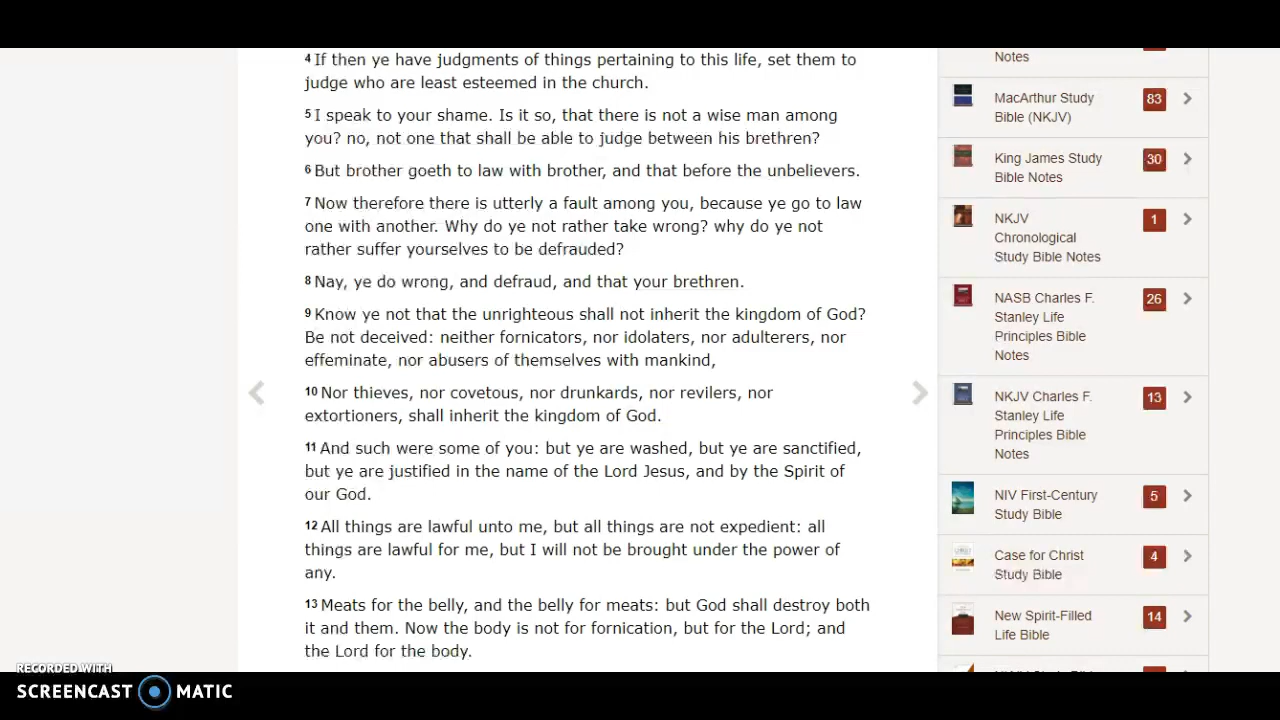 4 If then ye have judgments of things pertaining to this life, set them to
judge who are least esteemed in the church.
5 I speak to your shame. Is it so, that there is not a wise man among
you? no, not one that shall be able to judge between his brethren?
6 But brother goeth to law with brother, and that before the unbelievers.
7 Now therefore there is utterly a fault among you, because ye go to law
one with another. Why do ye not rather take wrong? why do ye not
rather suffer yourselves to be defrauded?
8 Nay, ye do wrong, and defraud, and that your brethren.
9 Know ye not that the unrighteous shall not inherit the kingdom of God?
Be not deceived: neither fornicators, nor idolaters, nor adulterers, nor
effeminate, nor abusers of themselves with mankind,
10 Nor thieves, nor covetous, nor drunkards, nor revilers, nor
extortioners, shall inherit the kingdom of God.
11 And such were some of you: but ye are washed, but ye are sanctified,
but ye are justified in the name of the Lord Jesus, and by the Spirit of
our God.
12 All things are lawful unto me, but all things are not expedient: all
things are lawful for me, but I will not be brought under the power of
any.
13 Meats for the belly, and the belly for meats: but God shall destroy both
it and them. Now the body is not for fornication, but for the Lord; and
the Lord for the body.
Notes
MacArthur Study 83
Bible (NKJV)
King James Study 30
Bible Notes
NKJV 1
Chronological
Study Bible Notes
NASB Charles F. 26
Stanley Life
Principles Bible
Notes
NKJV Charles F. 13
Stanley Life
Principles Bible
Notes
NIV First-Century 5
Study Bible
Case for Christ 4
Study Bible
New Spirit-Filled 14
Life Bible
RECORDED WITH
SCREENCAST MATIC